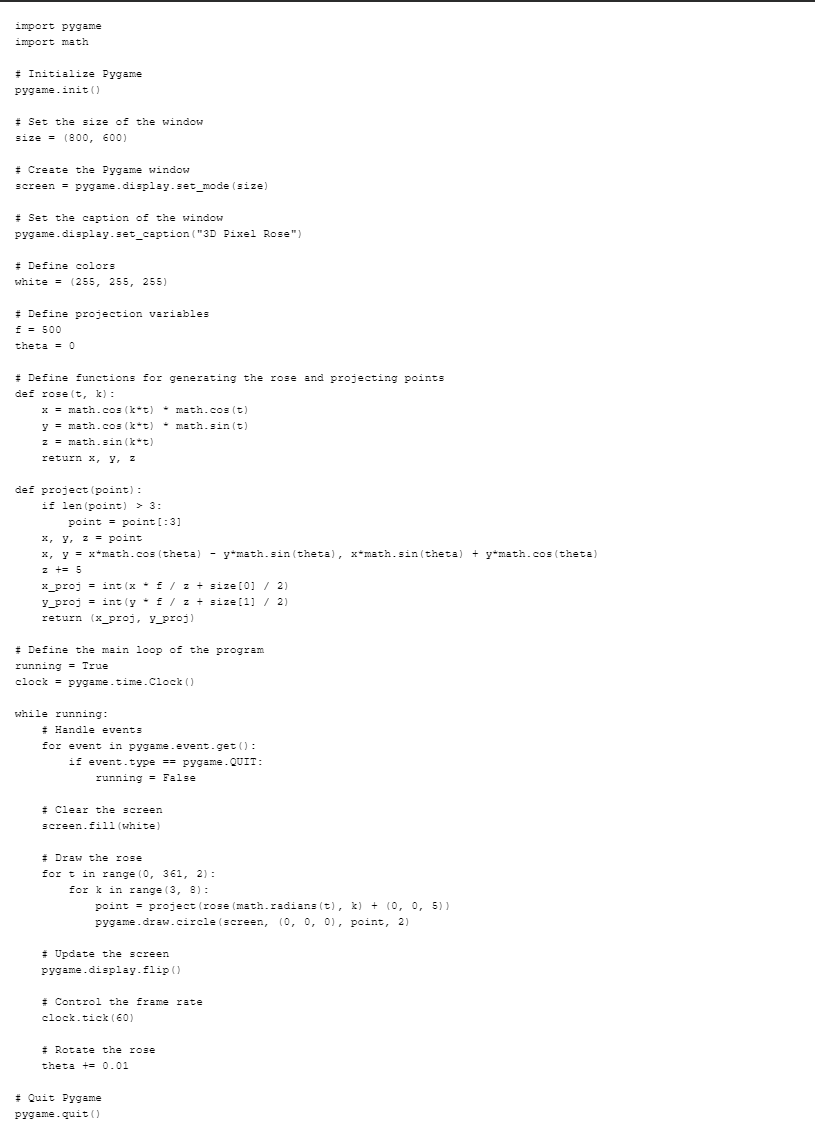 import pygame
import math

# Initialize Pygame
pygame.init()

# Set the size of the window
size = (800, 600)

# Create the Pygame window
screen = pygame.display.set_mode(size)

# Set the caption of the window
pygame.display.set_caption("3D Pixel Rose")

# Define colors
white = (255, 255, 255)

# Define projection variables
f = 500
theta = 0

# Define functions for generating the rose and projecting points
def rose(t, k):
    x = math.cos(k*t) * math.cos(t)
    y = math.cos(k*t) * math.sin(t)
    z = math.sin(k*t)
    return x, y, z

def project(point):
    if len(point) > 3:
        point = point[:3]
    x, y, z = point
    x, y = x*math.cos(theta) - y*math.sin(theta), x*math.sin(theta) + y*math.cos(theta)
    z += 5
    x_proj = int(x * f / z + size[0] / 2)
    y_proj = int(y * f / z + size[1] / 2)
    return (x_proj, y_proj)

# Define the main loop of the program
running = True
clock = pygame.time.Clock()

while running:
    # Handle events
    for event in pygame.event.get():
        if event.type == pygame.QUIT:
            running = False

    # Clear the screen
    screen.fill(white)

    # Draw the rose
    for t in range(0, 361, 2):
        for k in range(3, 8):
            point = project(rose(math.radians(t), k) + (0, 0, 5))
            pygame.draw.circle(screen, (0, 0, 0), point, 2)

    # Update the screen
    pygame.display.flip()

    # Control the frame rate
    clock.tick(60)

    # Rotate the rose
    theta += 0.01

# Quit Pygame
pygame.quit()